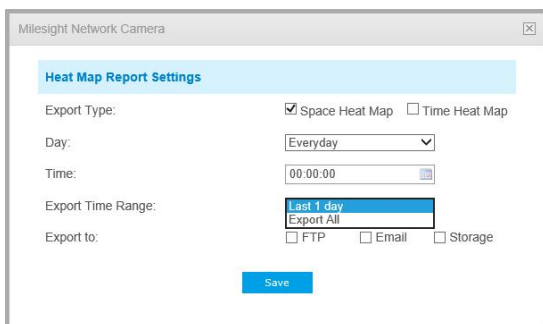 Milesight Network Camera
Heat Map Report Settings
Export Type: Space Heat Map Time Heat Map
Day: Everyday
Time: 00:00:00
Export Time Range: Last 1 day
Export All
Export to: FTP Email Storage
Save